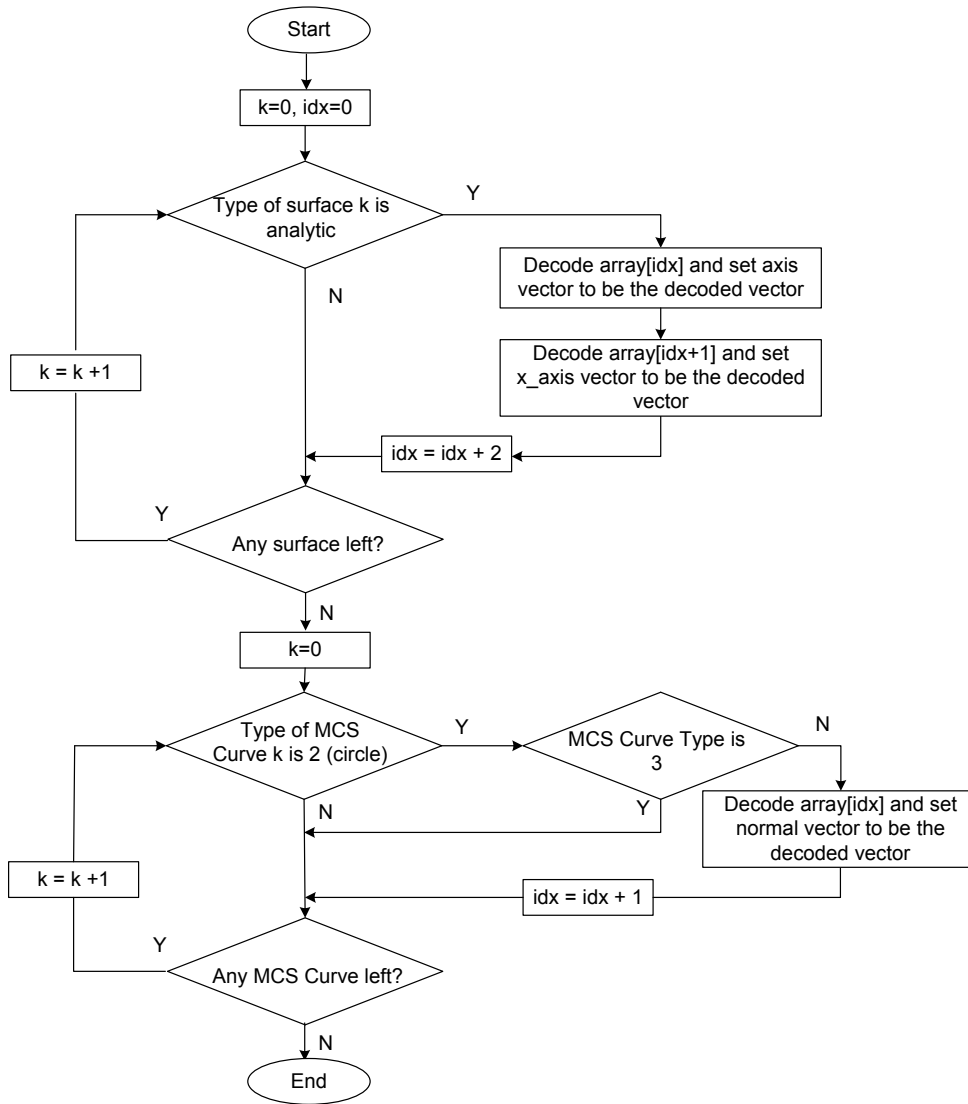 Start
k=0, idx=0
Type of surface k is
analytic
Y
N
Decode array[idx] and set axis
vector to be the decoded vector
Decode array[idx+1] and set
x_axis vector to be the decoded
vector
idx = idx + 2
k = k +1
Any surface left?
Y
N
k=0
Type of MCS
Curve k is 2 (circle)
Y
N
MCS Curve Type is
3
N
Y
Decode array[idx] and set
normal vector to be the
decoded vector
idx = idx + 1
k = k +1
Any MCS Curve left?
Y
N
End